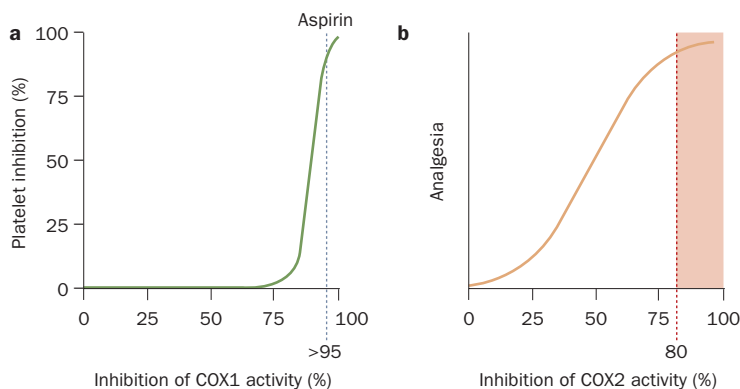 a
Aspirin
Platelet inhibition (%)
100
75
50
25
0
0 25 50 75 100
>95
Inhibition of COX1 activity (%)
b
Analgesia
0 25 50 75 100
80
Inhibition of COX2 activity (%)